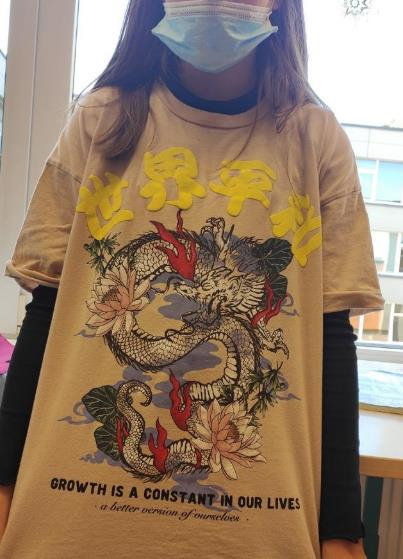 世界平和
GROWTH IS A CONSTANT IN OUR LIVES
· a better version of ourselves ·